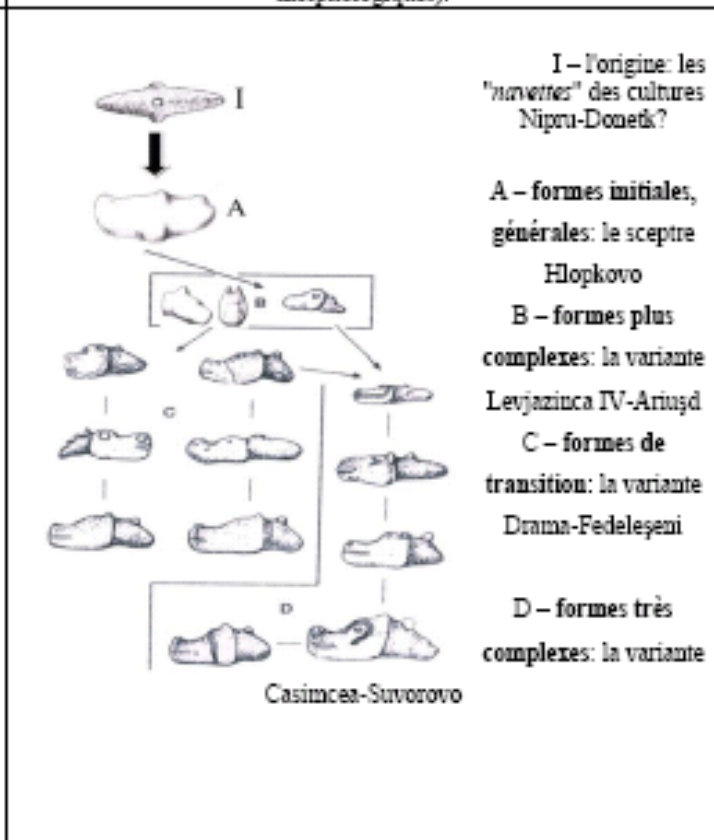 I – l'origine: les
"navettes" des cultures
Nipru-Donetk?
I
A – formes initiales,
générales: le sceptre
Hlopkovo
A
B – formes plus
complexes: la variante
Levjazinca IV-Ariuşd
B
C – formes de
transition: la variante
Drama-Fedeleşeni
C
D – formes très
complexes: la variante
D
Casimcea-Suvorovo